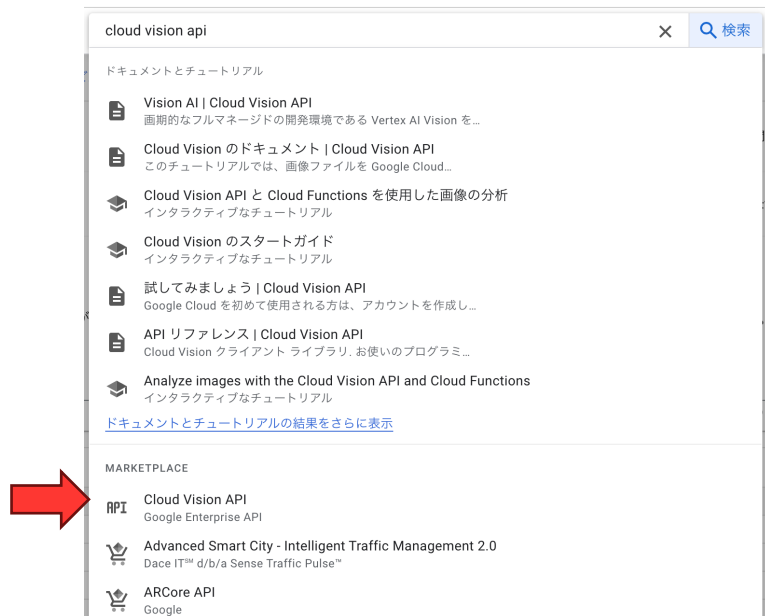 cloud vision api
検索
ドキュメントとチュートリアル
Vision AI | Cloud Vision API
画期的なフルマネージドの開発環境である Vertex AI Vision を...
Cloud Vision のドキュメント | Cloud Vision API
このチュートリアルでは、画像ファイルを Google Cloud...
Cloud Vision API と Cloud Functions を使用した画像の分析
インタラクティブなチュートリアル
Cloud Vision のスタートガイド
インタラクティブなチュートリアル
試してみましょう | Cloud Vision API
Google Cloud を初めて使用される方は、アカウントを作成し...
API リファレンス | Cloud Vision API
Cloud Vision クライアント ライブラリ. お使いのプログラミ...
Analyze images with the Cloud Vision API and Cloud Functions
インタラクティブなチュートリアル
ドキュメントとチュートリアルの結果をさらに表示
MARKETPLACE
API
Cloud Vision API
Google Enterprise API
Advanced Smart City - Intelligent Traffic Management 2.0
Dace IT℠ d/b/a Sense Traffic Pulse™
ARCore API
Google